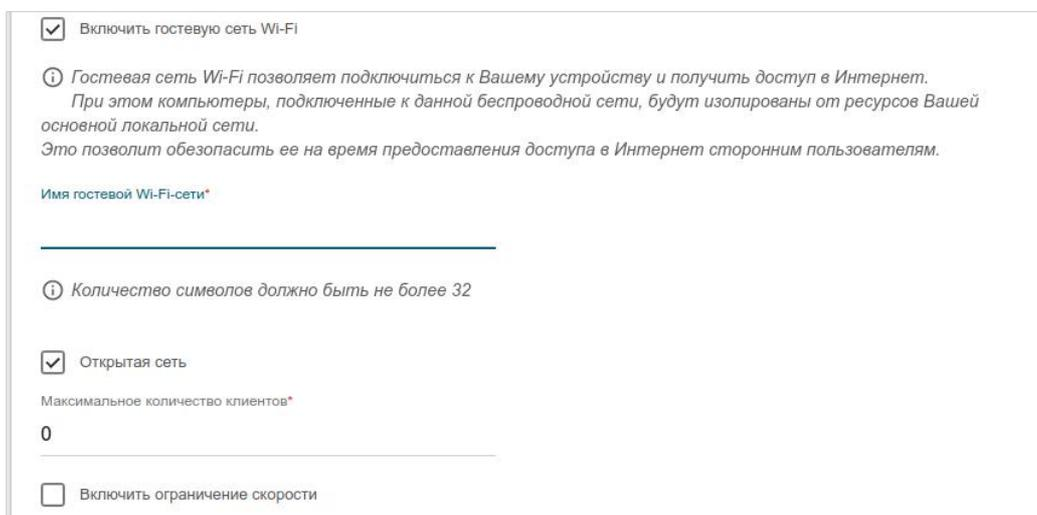 Включить гостевую сеть Wi-Fi
Гостевая сеть Wi-Fi позволяет подключиться к Вашему устройству и получить доступ в Интернет.
При этом компьютеры, подключенные к данной беспроводной сети, будут изолированы от ресурсов Вашей
основной локальной сети.
Это позволит обезопасить ее на время предоставления доступа в Интернет сторонним пользователям.
Имя гостевой Wi-Fi-сети*
Количество символов должно быть не более 32
Открытая сеть
Максимальное количество клиентов*
0
Включить ограничение скорости